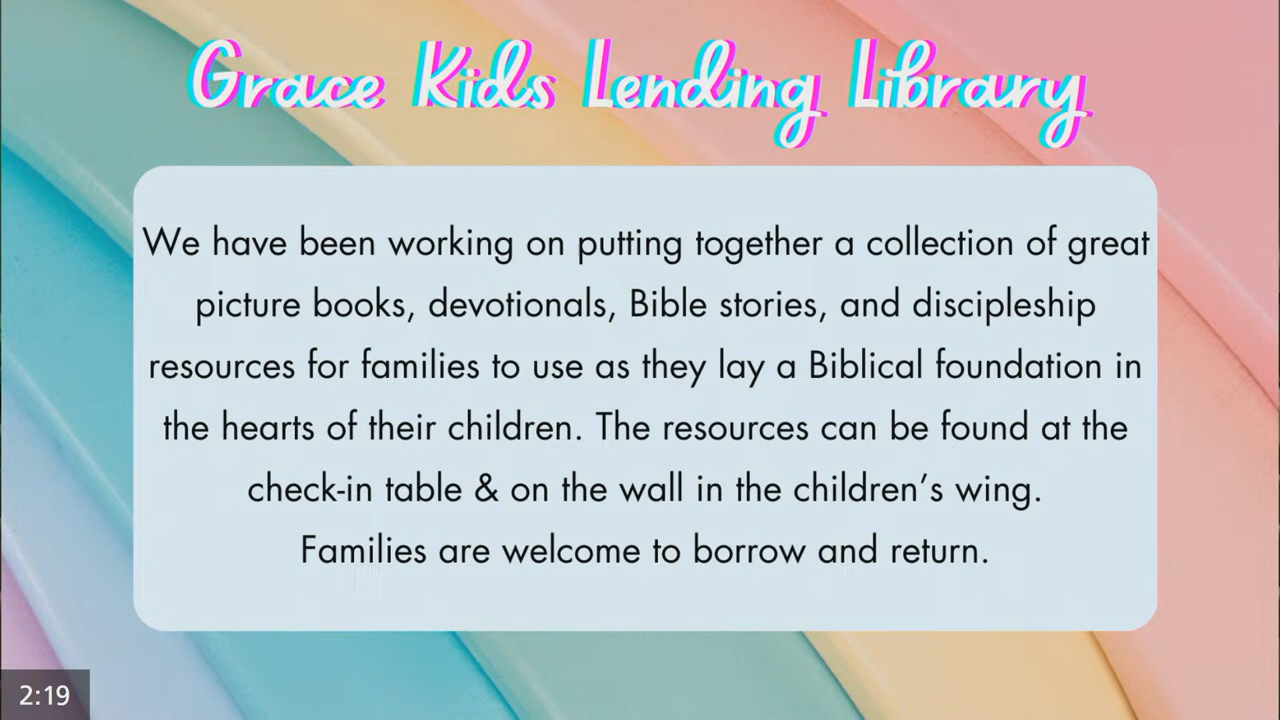 Grace Kids Lending Library
We have been working on putting together a collection of great
picture books, devotionals, Bible stories, and discipleship
resources for families to use as they lay a Biblical foundation in
the hearts of their children. The resources can be found at the
check-in table & on the wall in the children’s wing.
Families are welcome to borrow and return.
2:19